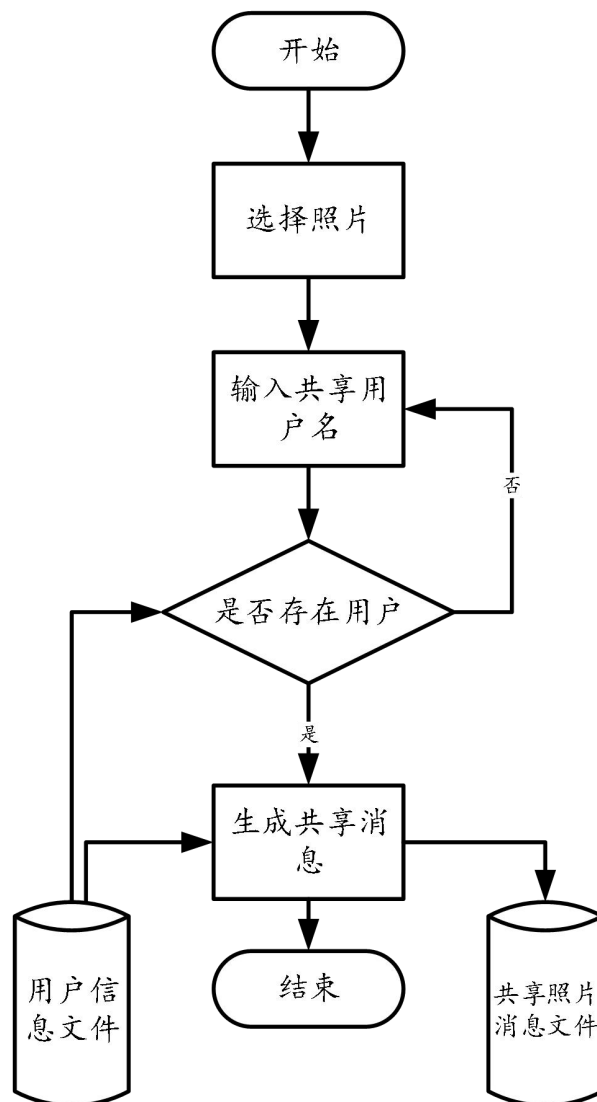 开始
选择照片
输入共享用
户名
否
是否存在用户
是
生成共享消
息
用户信
息文件
结束
共享照片
消息文件